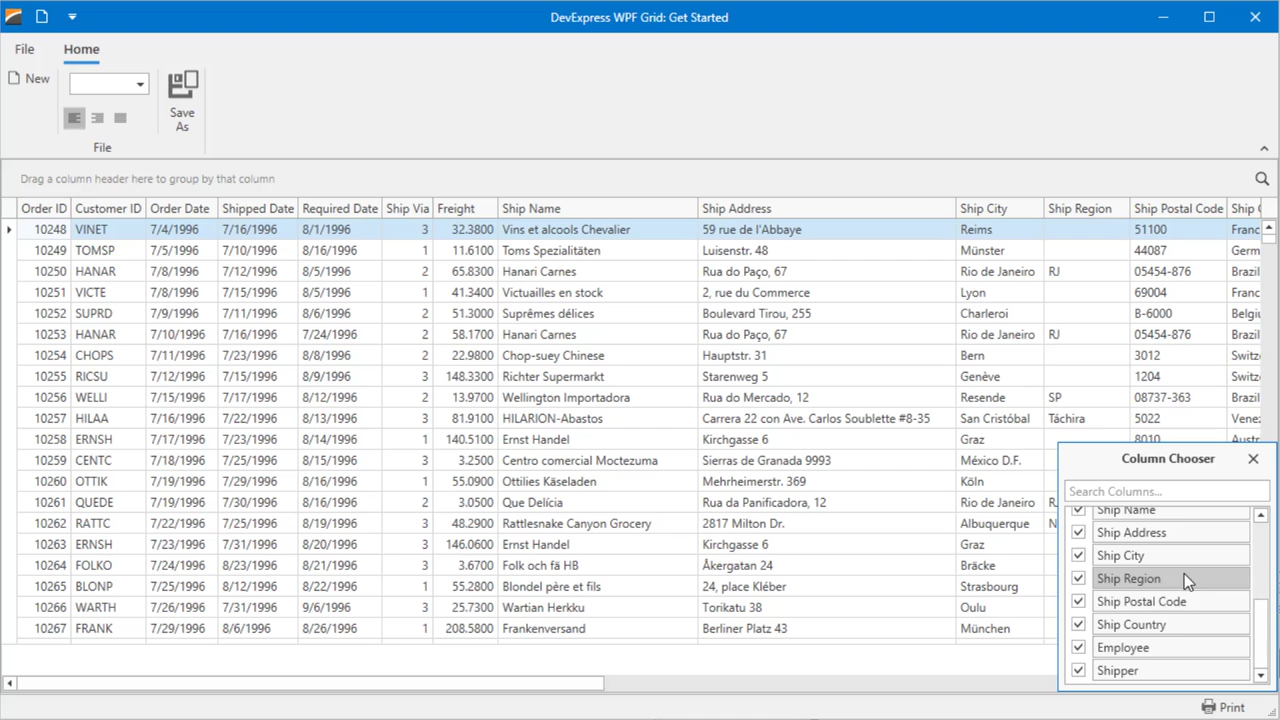 DevExpress WPF Grid: Get Started
File Home
New
Save As
File
Drag a column header here to group by that column
Order ID Customer ID Order Date Shipped Date Required Date Ship Via Freight Ship Name Ship Address Ship City Ship Region Ship Postal Code Ship
10248 VINET 7/4/1996 7/16/1996 8/1/1996 3 32.3800 Vins et alcools Chevalier 59 rue de l'Abbaye Reims 51100 Franc
10249 TOMSP 7/5/1996 7/10/1996 8/16/1996 1 11.6100 Toms Spezialitäten Luisenstr. 48 Münster 44087 Germ
10250 HANAR 7/8/1996 7/12/1996 8/5/1996 2 65.8300 Hanari Carnes Rua do Paço, 67 Rio de Janeiro RJ 05454-876 Brazil
10251 VICTE 7/8/1996 7/15/1996 8/5/1996 1 41.3400 Victuailles en stock 2, rue du Commerce Lyon 69004 Franc
10252 SUPRD 7/9/1996 7/11/1996 8/6/1996 2 51.3000 Suprêmes délices Boulevard Tirou, 255 Charleroi B-6000 Belgi
10253 HANAR 7/10/1996 7/16/1996 7/24/1996 2 58.1700 Hanari Carnes Rua do Paço, 67 Rio de Janeiro RJ 05454-876 Brazil
10254 CHOPS 7/11/1996 7/23/1996 8/8/1996 2 22.9800 Chop-suey Chinese Hauptstr. 31 Bern 3012 Switz
10255 RICSU 7/12/1996 7/15/1996 8/9/1996 3 148.3300 Richter Supermarkt Starenweg 5 Genève 1204 Switz
10256 WELLI 7/15/1996 7/17/1996 8/12/1996 2 13.9700 Wellington Importadora Rua do Mercado, 12 Resende SP 08737-363 Brazil
10257 HILAA 7/16/1996 7/22/1996 8/13/1996 3 81.9100 HILARION-Abastos Carrera 22 con Ave. Carlos Soublette #8-35 San Cristóbal Táchira 5022 Venez
10258 ERNSH 7/17/1996 7/23/1996 8/14/1996 1 140.5100 Ernst Handel Kirchgasse 6 Graz 8010 Austr
10259 CENTC 7/18/1996 7/25/1996 8/15/1996 3 3.2500 Centro comercial Moctezuma Sierras de Granada 9993 México D.F.
10260 OTTIK 7/19/1996 7/29/1996 8/16/1996 1 55.0900 Ottilies Käseladen Mehrheimerstr. 369 Köln
10261 QUEDE 7/19/1996 7/30/1996 8/16/1996 2 3.0500 Que Delícia Rua da Panificadora, 12 Rio de Janeiro
10262 RATTC 7/22/1996 7/25/1996 8/19/1996 3 48.2900 Rattlesnake Canyon Grocery 2817 Milton Dr. Albuquerque N
10263 ERNSH 7/23/1996 7/31/1996 8/20/1996 3 146.0600 Ernst Handel Kirchgasse 6 Graz
10264 FOLKO 7/24/1996 8/23/1996 8/21/1996 3 3.6700 Folk och fä HB Åkergatan 24 Bräcke
10265 BLONP 7/25/1996 8/12/1996 8/22/1996 1 55.2800 Blondel père et fils 24, place Kléber Strasbourg
10266 WARTH 7/26/1996 7/31/1996 9/6/1996 3 25.7300 Wartian Herkku Torikatu 38 Oulu
10267 FRANK 7/29/1996 8/6/1996 8/26/1996 1 208.5800 Frankenversand Berliner Platz 43 München
Column Chooser
Search Columns...
Ship Name
Ship Address
Ship City
Ship Region
Ship Postal Code
Ship Country
Employee
Shipper
Print